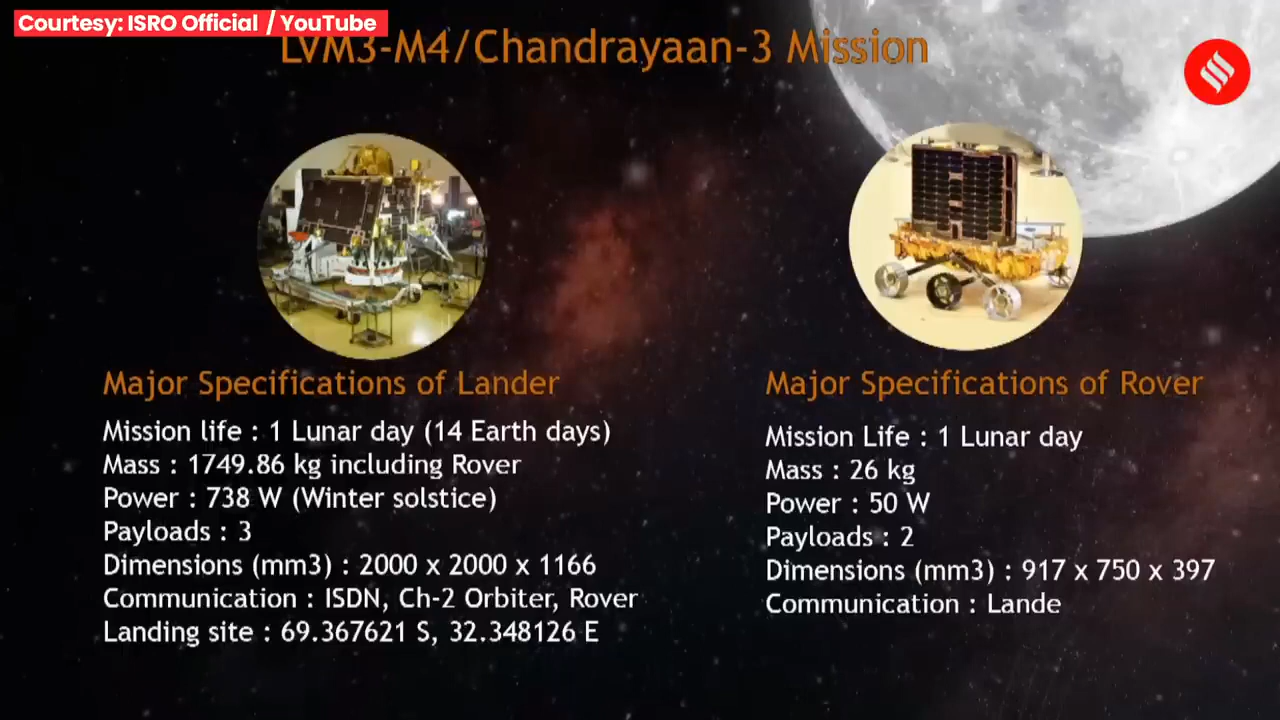 Courtesy: ISRO Official / YouTube
LVM3-M4/Chandrayaan-3 Mission
Major Specifications of Lander
Mission life : 1 Lunar day (14 Earth days)
Mass : 1749.86 kg including Rover
Power : 738 W (Winter solstice)
Payloads : 3
Dimensions (mm3) : 2000 x 2000 x 1166
Communication : ISDN, Ch-2 Orbiter, Rover
Landing site : 69.367621 S, 32.348126 E
Major Specifications of Rover
Mission Life : 1 Lunar day
Mass : 26 kg
Power : 50 W
Payloads : 2
Dimensions (mm3) : 917 x 750 x 397
Communication : Lande